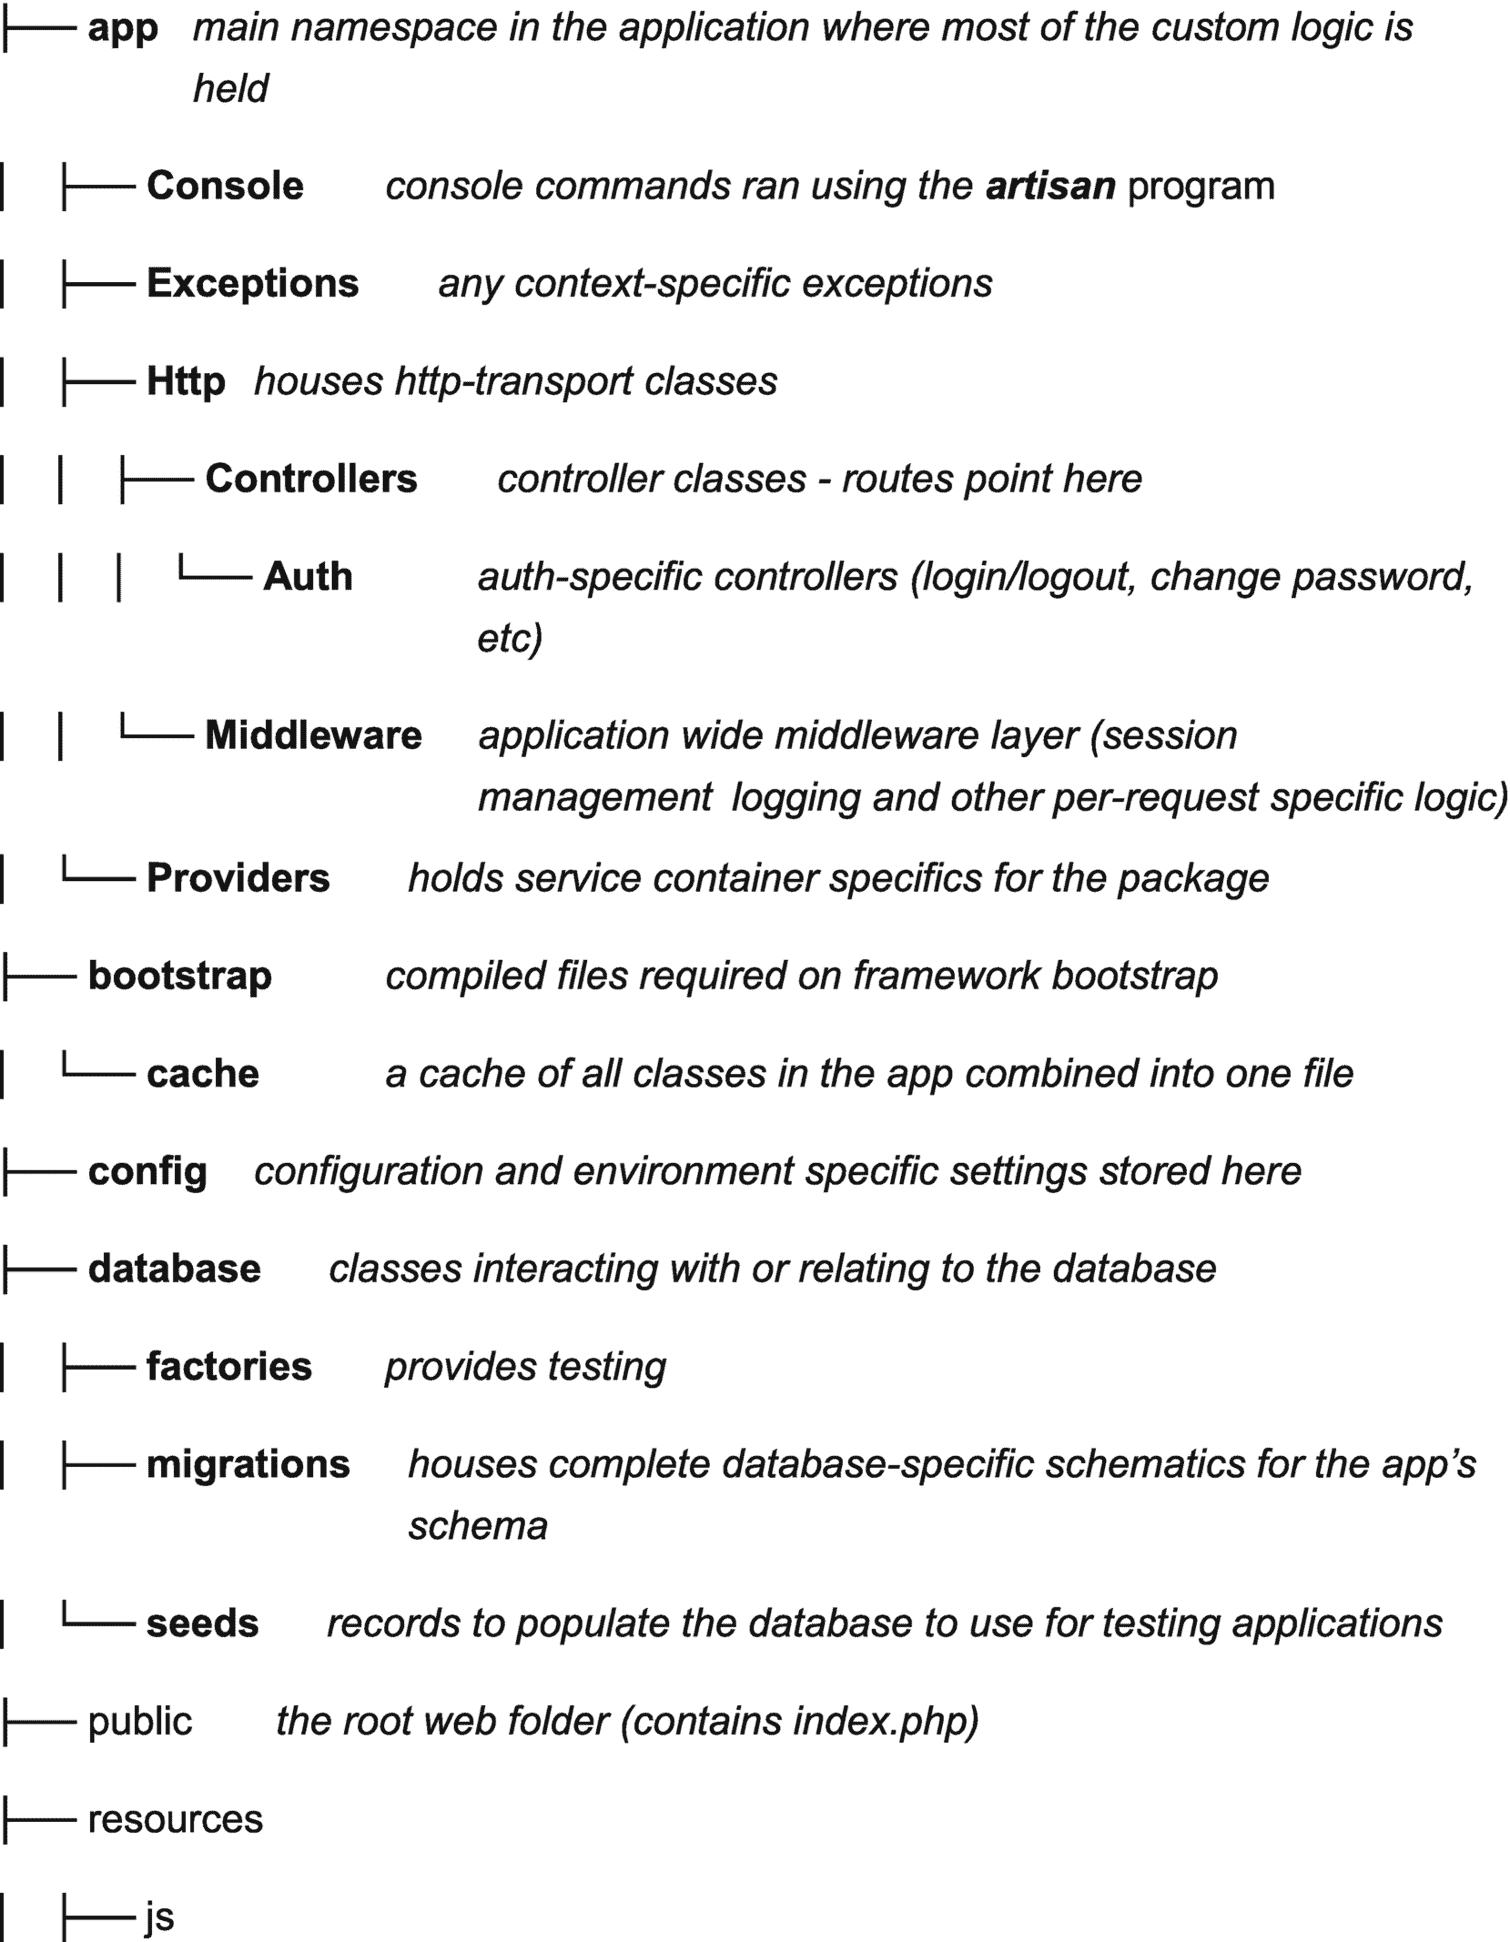 ├── app main namespace in the application where most of the custom logic is
held
│ ├── Console console commands ran using the artisan program
│ ├── Exceptions any context-specific exceptions
│ ├── Http houses http-transport classes
│ │ ├── Controllers controller classes - routes point here
│ │ │ └── Auth auth-specific controllers (login/logout, change password,
etc)
│ │ └── Middleware application wide middleware layer (session
management logging and other per-request specific logic)
│ └── Providers holds service container specifics for the package
├── bootstrap compiled files required on framework bootstrap
│ └── cache a cache of all classes in the app combined into one file
├── config configuration and environment specific settings stored here
├── database classes interacting with or relating to the database
│ ├── factories provides testing
│ ├── migrations houses complete database-specific schematics for the app’s
schema
│ └── seeds records to populate the database to use for testing applications
├── public the root web folder (contains index.php)
├── resources
│ ├── js